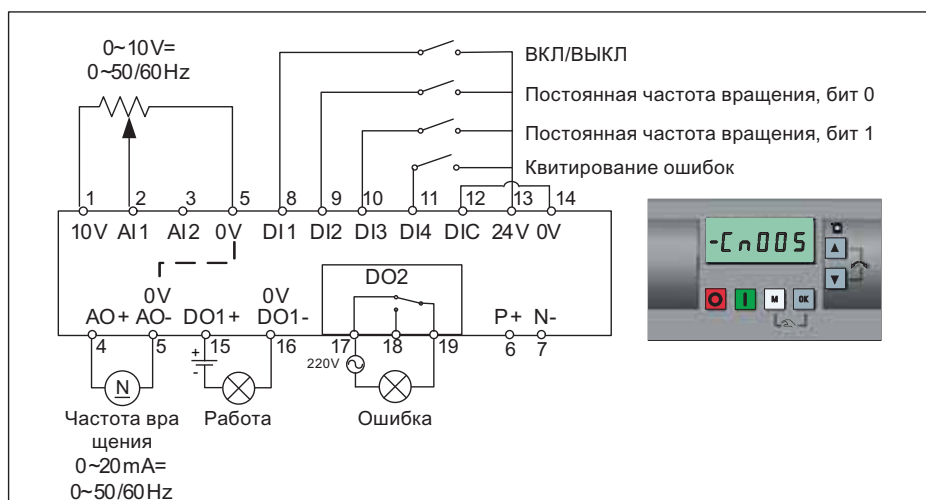 0~10V=
0~50/60Hz
ВКЛ/ВЫКЛ
Постоянная частота вращения, бит 0
Постоянная частота вращения, бит 1
Квитирование ошибок
1 2 3 5 8 9 10 11 12 13 14
10V AI1 AI2 0V DI1 DI2 DI3 DI4 DIC 24V 0V
-Cn005
M OK
DO2
0V 0V
AO+ AO- DO1+ DO1- P+ N-
4 5 15 16 17 18 19 6 7
+
-
220V
N
Частота вра
щения
0~20mA=
0~50/60Hz
Работа
Ошибка